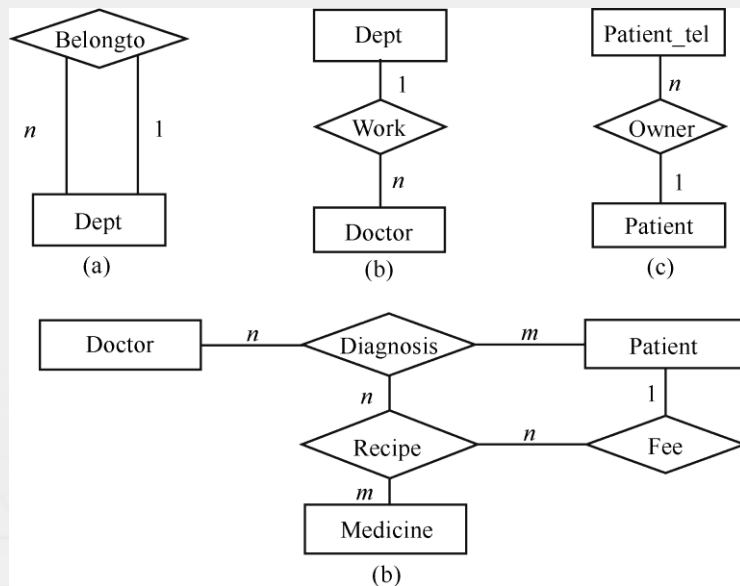 Belongto
n
1
Dept
(a)
Dept
1
Work
n
Doctor
(b)
Patient_tel
n
Owner
1
Patient
(c)
Doctor
n
Diagnosis
m
Patient
n
1
Recipe
n
Fee
m
Medicine
(b)